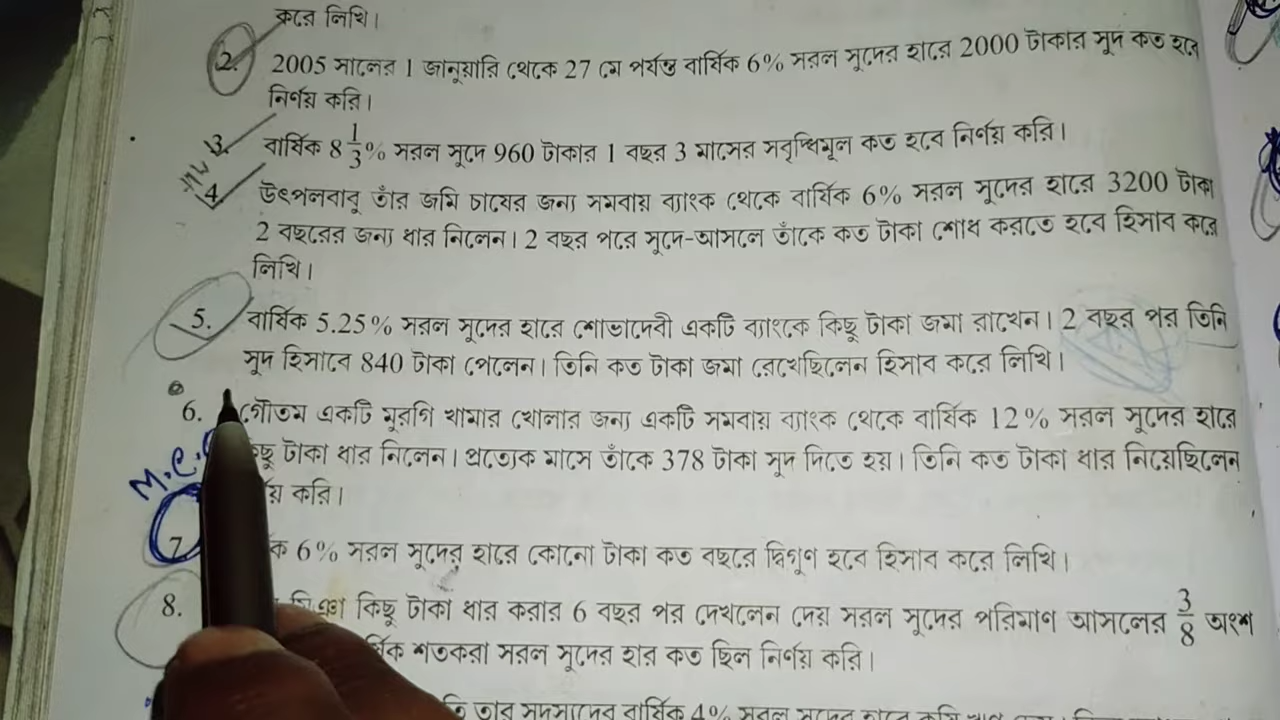 করে লিখি।
2. 2005 সালের 1 জানুয়ারি থেকে 27 মে পর্যন্ত বার্ষিক 6% সরল সুদের হারে 2000 টাকার সুদ কত হবে
নির্ণয় করি।
3. বার্ষিক 8 1/3% সরল সুদে 960 টাকার 1 বছর 3 মাসের সবৃদ্ধিমূল কত হবে নির্ণয় করি।
4. উৎপলবাবু তাঁর জমি চাষের জন্য সমবায় ব্যাংক থেকে বার্ষিক 6% সরল সুদের হারে 3200 টাকা
2 বছরের জন্য ধার নিলেন। 2 বছর পরে সুদে-আসলে তাঁকে কত টাকা শোধ করতে হবে হিসাব করে
লিখি।
5. বার্ষিক 5.25% সরল সুদের হারে শোভাদেবী একটি ব্যাংকে কিছু টাকা জমা রাখেন। 2 বছর পর তিনি
সুদ হিসাবে 840 টাকা পেলেন। তিনি কত টাকা জমা রেখেছিলেন হিসাব করে লিখি।
6. গৌতম একটি মুরগি খামার খোলার জন্য একটি সমবায় ব্যাংক থেকে বার্ষিক 12% সরল সুদের হারে
টাকা ধার নিলেন। প্রত্যেক মাসে তাঁকে 378 টাকা সুদ দিতে হয়। তিনি কত টাকা ধার নিয়েছিলেন
করি।
7 6% সরল সুদের হারে কোনো টাকা কত বছরে দ্বিগুণ হবে হিসাব করে লিখি।
8. কিছু টাকা ধার করার 6 বছর পর দেখলেন দেয় সরল সুদের পরিমাণ আসলের 3/8 অংশ
শতকরা সরল সুদের হার কত ছিল নির্ণয় করি।
তার সদস্যদের বার্ষিক 4% সরল সুদের হারে